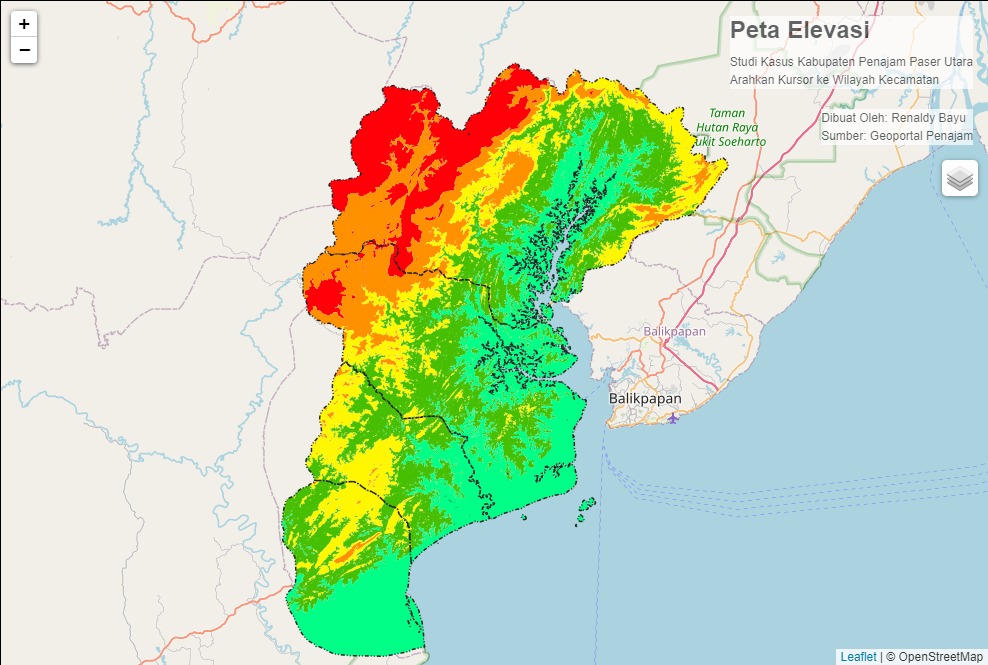 +
−
Peta Elevasi
Studi Kasus Kabupaten Penajam Paser Utara
Arahkan Kursor ke Wilayah Kecamatan
Dibuat Oleh: Renaldy Bayu
Sumber: Geoportal Penajam
Taman
Hutan Raya
ukit Soeharto
Balikpapan
Balikpapan
Leaflet | © OpenStreetMap